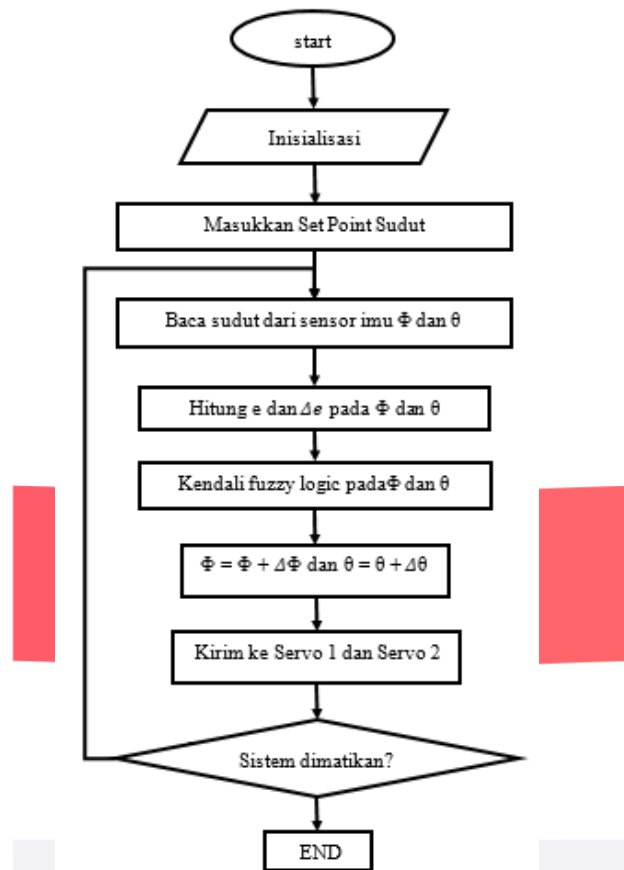 start
Inisialisasi
Masukkan Set Point Sudut
Baca sudut dari sensor imu Φ dan θ
Hitung e dan Δe pada Φ dan θ
Kendali fuzzy logic padaΦ dan θ
Φ = Φ + ΔΦ dan θ = θ + Δθ
Kirim ke Servo 1 dan Servo 2
Sistem dimatikan?
END